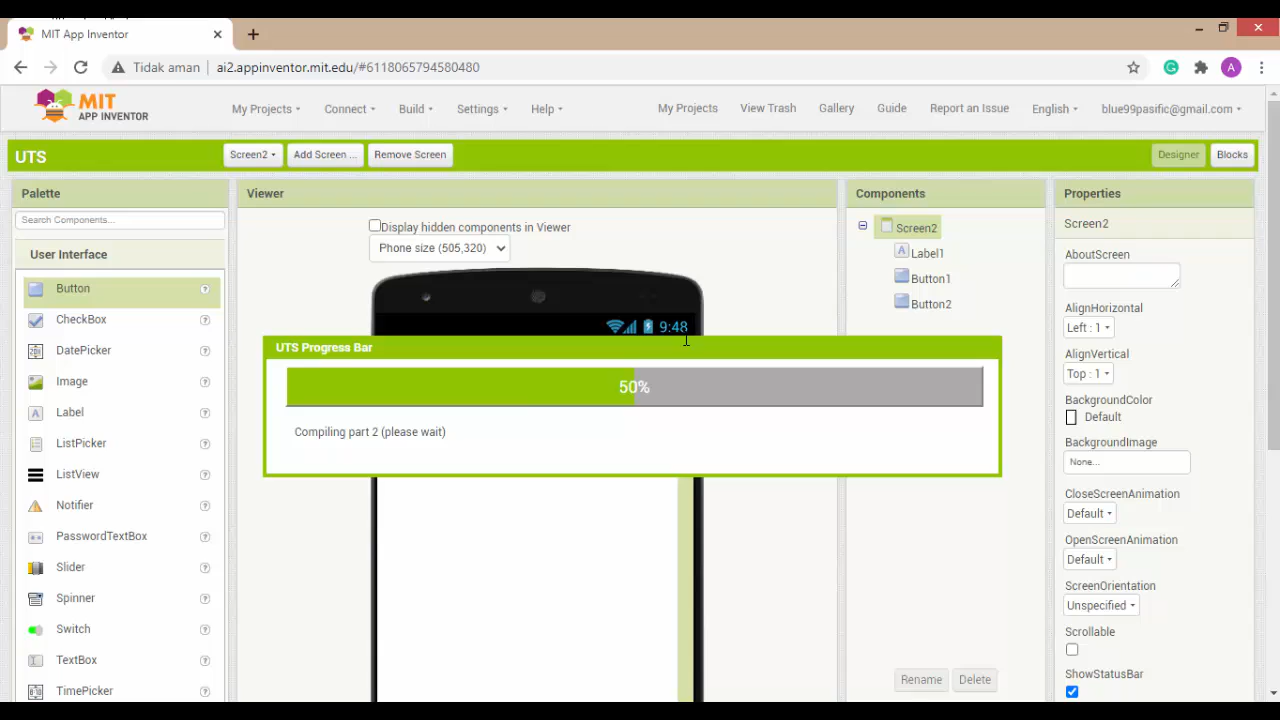 MIT App Inventor
Tidak aman
ai2.appinventor.mit.edu/#6118065794580480
A
MIT
APP INVENTOR
My Projects
Connect
Build
Settings
Help
My Projects
View Trash
Gallery
Guide
Report an Issue
English
blue99pasific@gmail.com
UTS
Screen2
Add Screen ...
Remove Screen
Designer
Blocks
Palette
Search Components...
User Interface
Button
CheckBox
DatePicker
Image
Label
ListPicker
ListView
Notifier
PasswordTextBox
Slider
Spinner
Switch
TextBox
TimePicker
Viewer
Display hidden components in Viewer
Phone size (505,320)
9:48
UTS Progress Bar
50%
Compiling part 2 (please wait)
Components
Screen2
Label1
Button1
Button2
Rename
Delete
Properties
Screen2
AboutScreen
AlignHorizontal
Left : 1
AlignVertical
Top : 1
BackgroundColor
Default
BackgroundImage
None...
CloseScreenAnimation
Default
OpenScreenAnimation
Default
ScreenOrientation
Unspecified
Scrollable
ShowStatusBar